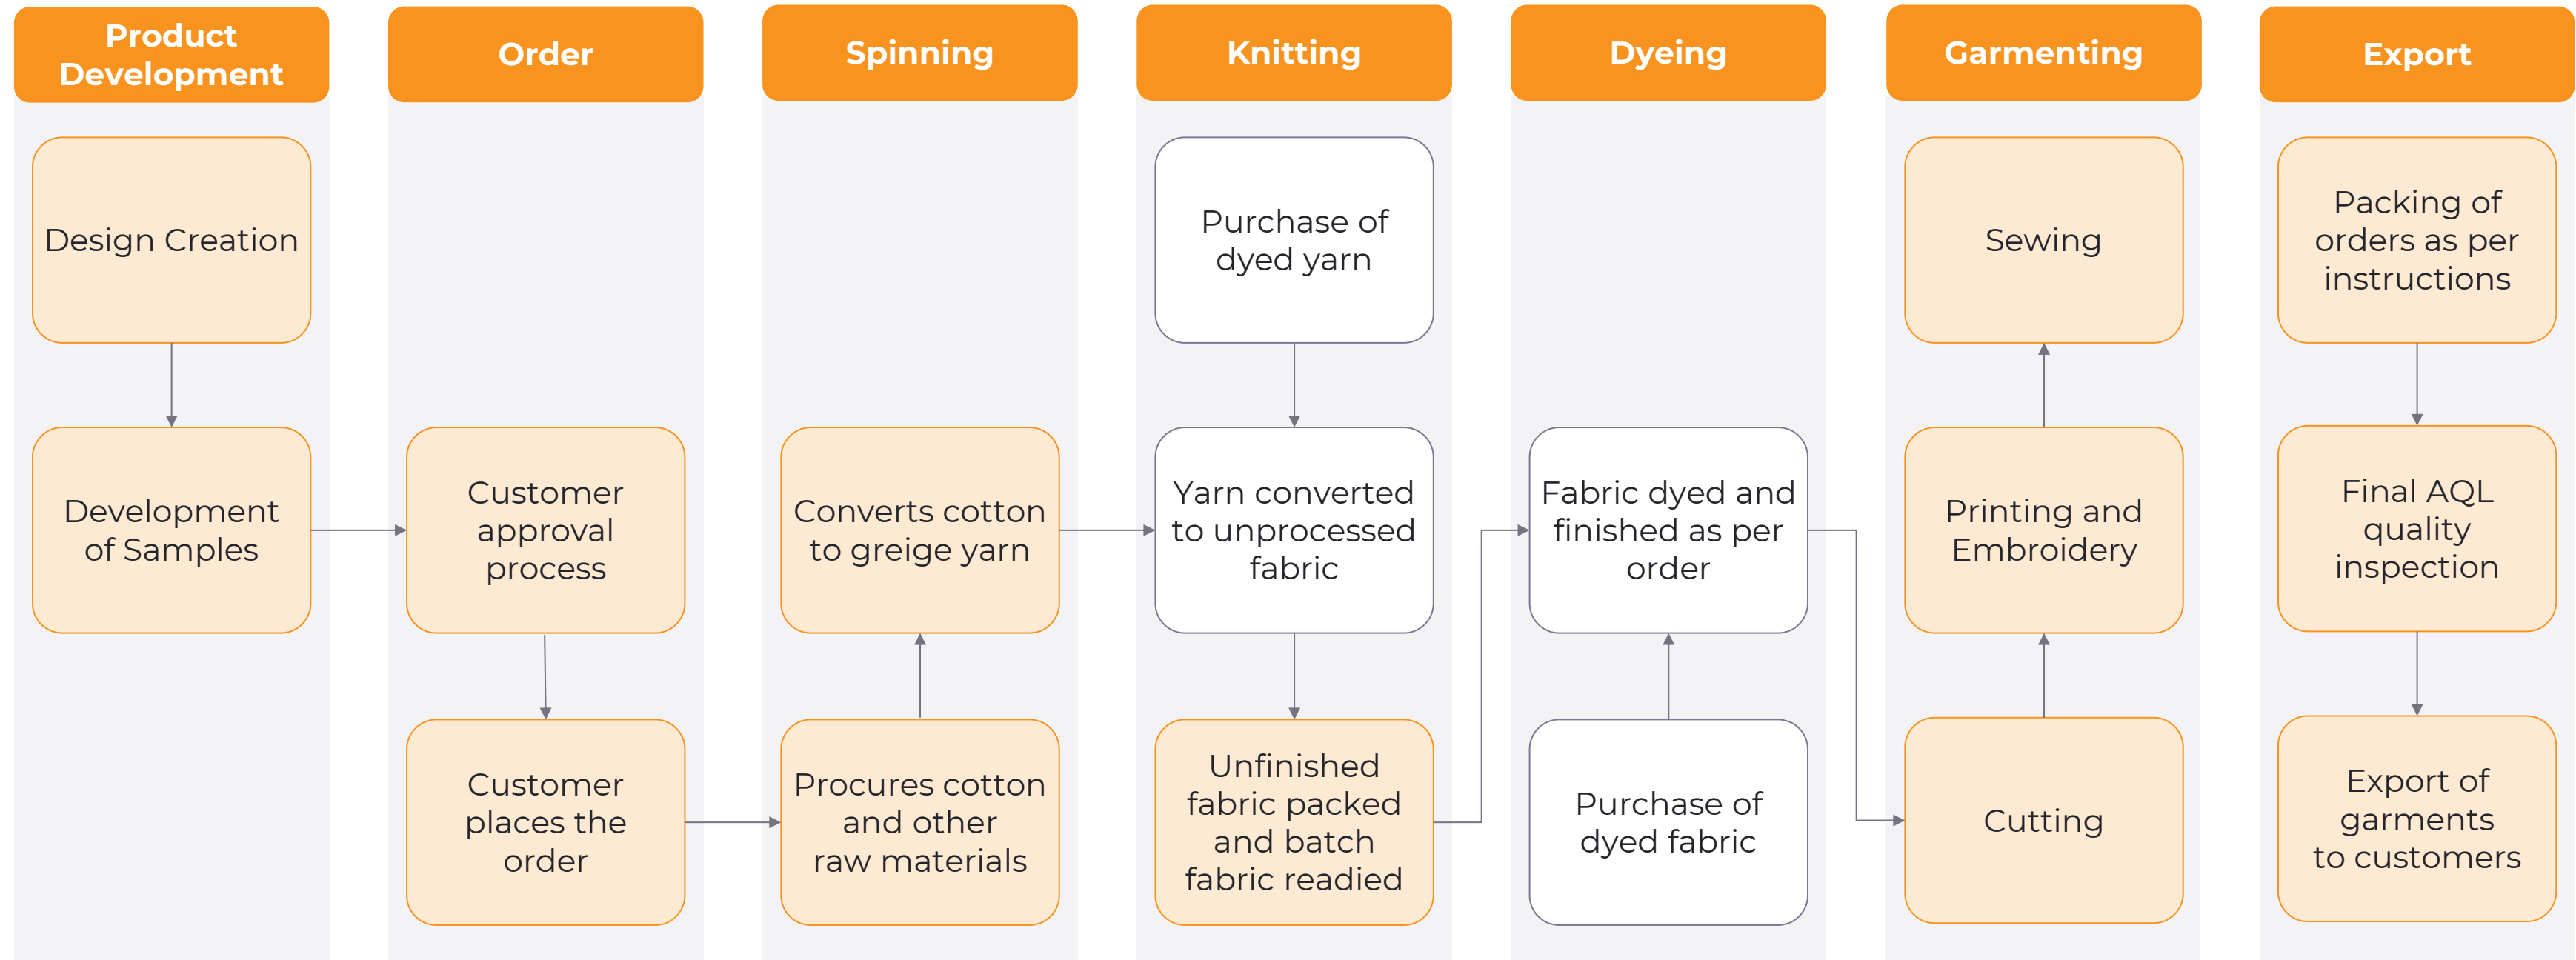 Product
Development
Order
Spinning
Knitting
Dyeing
Garmenting
Export
Design Creation
Development
of Samples
Customer
approval
process
Customer
places the
order
Converts cotton
to greige yarn
Procures cotton
and other
raw materials
Purchase of
dyed yarn
Yarn converted
to unprocessed
fabric
Unfinished
fabric packed
and batch
fabric readied
Fabric dyed and
finished as per
order
Purchase of
dyed fabric
Sewing
Printing and
Embroidery
Cutting
Packing of
orders as per
instructions
Final AQL
quality
inspection
Export of
garments
to customers